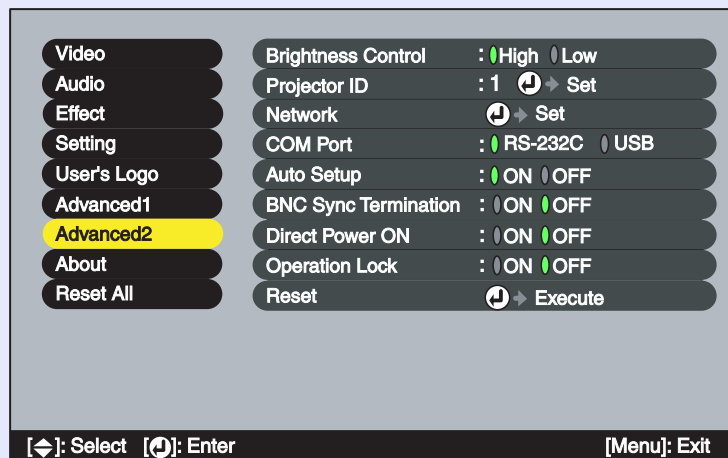 Video
Audio
Effect
Setting
User's Logo
Advanced1
Advanced2
About
Reset All
Brightness Control : High Low
Projector ID : 1 Set
Network Set
COM Port : RS-232C USB
Auto Setup : ON OFF
BNC Sync Termination : ON OFF
Direct Power ON : ON OFF
Operation Lock : ON OFF
Reset Execute
[ ]: Select [ ]: Enter [Menu]: Exit